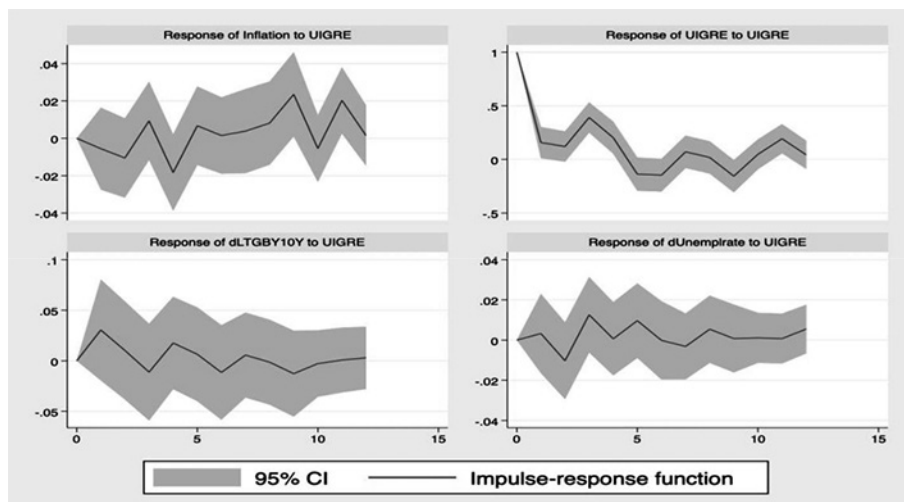 Response of Inflation to UIGRE
.04
.02
0
-.02
-.04
Response of UIGRE to UIGRE
1
.5
0
-.5
Response of dLTGBY10Y to UIGRE
.1
.05
0
-.05
0 5 10 15
Response of dUnemplrate to UIGRE
.04
.02
0
-.02
-.04
0 5 10 15
95% CI Impulse-response function